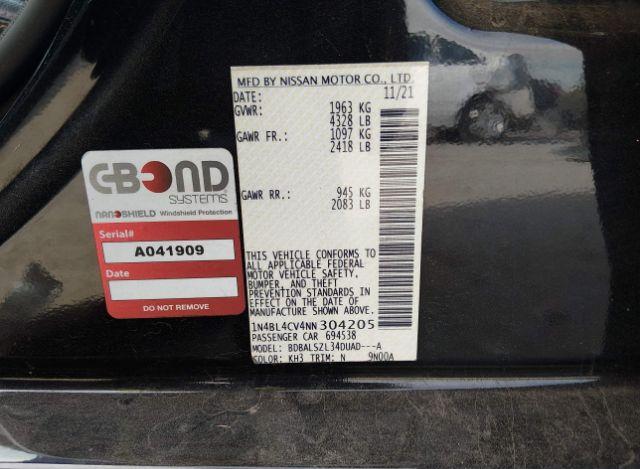 C-BOND
SYSTEMS
NANOSHIELD Windshield Protection
Serial#
A041909
Date
DO NOT REMOVE
MFD BY NISSAN MOTOR CO., LTD.
DATE: 11/21
GVWR: 1963 KG
4328 LB
GAWR FR.: 1097 KG
2418 LB
GAWR RR.: 945 KG
2083 LB
THIS VEHICLE CONFORMS TO
ALL APPLICABLE FEDERAL
MOTOR VEHICLE SAFETY,
BUMPER, AND THEFT
PREVENTION STANDARDS IN
EFFECT ON THE DATE OF
MANUFACTURE SHOWN ABOVE.
1N4BL4CV4NN304205
PASSENGER CAR 694538
MODEL: BDBALSZL34DUAD---A
COLOR: KH3 TRIM: N 9N00A